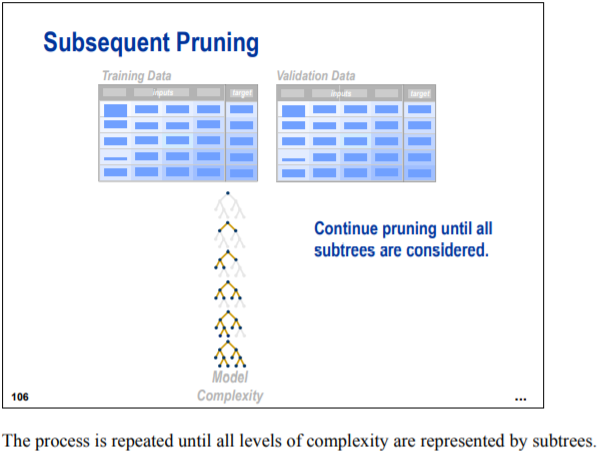 Subsequent Pruning
Training Data
Validation Data
inputs
target
inputs
target
Continue pruning until all
subtrees are considered.
Model
Complexity
106
...
The process is repeated until all levels of complexity are represented by subtrees.